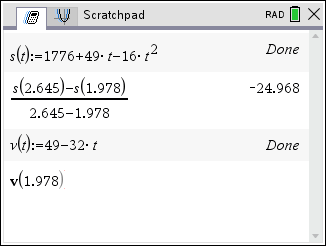 Scratchpad RAD
s(t):=1776+49·t−16·t² Done
s(2.645)−s(1.978)
2.645−1.978
−24.968
v(t):=49−32·t Done
v(1.978)